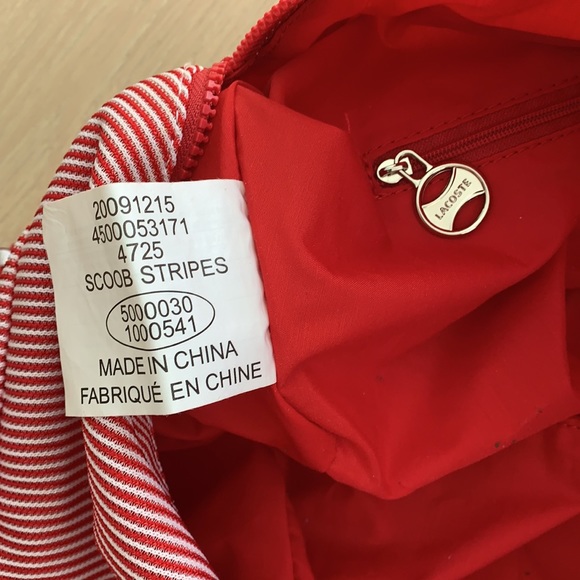 20091215
4500053171
4725
SCOOB STRIPES
5000030
1000541
MADE IN CHINA
FABRIQUÉ EN CHINE
LACOSTE